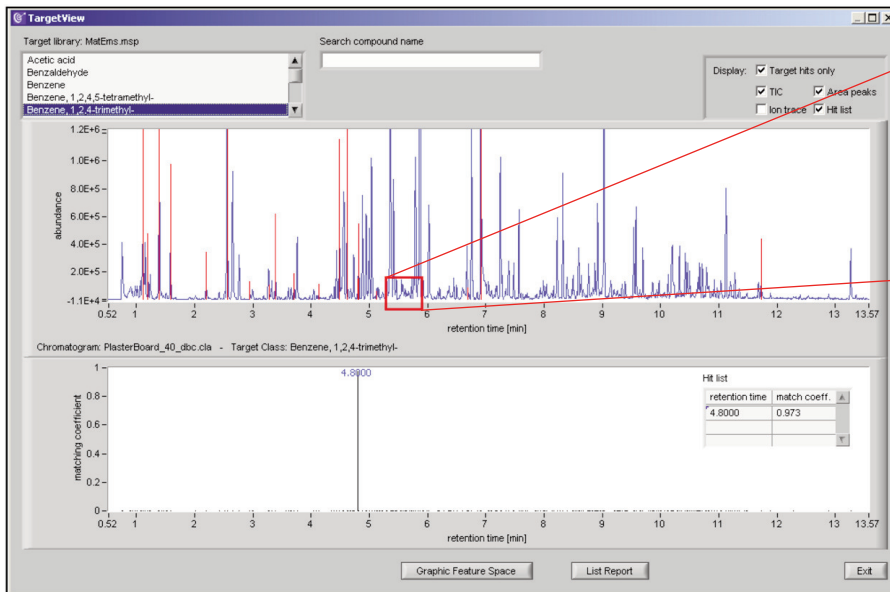 TargetView
Target library: MatEms.msp
Search compound name
Acetic acid
Benzaldehyde
Benzene
Benzene, 1,2,4,5-tetramethyl-
Benzene, 1,2,4-trimethyl-
Display:
Target hits only
TIC
Area peaks
Ion trace
Hit list
1.2E+6
1.0E+6
8.0E+5
6.0E+5
4.0E+5
2.0E+5
-1.1E+4
abundance
0.52 1 2 3 4 5 6 7 8 9 10 11 12 13 13.57
retention time [min]
Chromatogram: PlasterBoard_40_dbc.cla - Target Class: Benzene, 1,2,4-trimethyl-
1
0.8
0.6
0.4
0.2
0
matching coefficient
4.8000
Hit list
retention time match coeff.
4.8000 0.973
0.52 1 2 3 4 5 6 7 8 9 10 11 12 13 13.57
retention time [min]
Graphic Feature Space
List Report
Exit